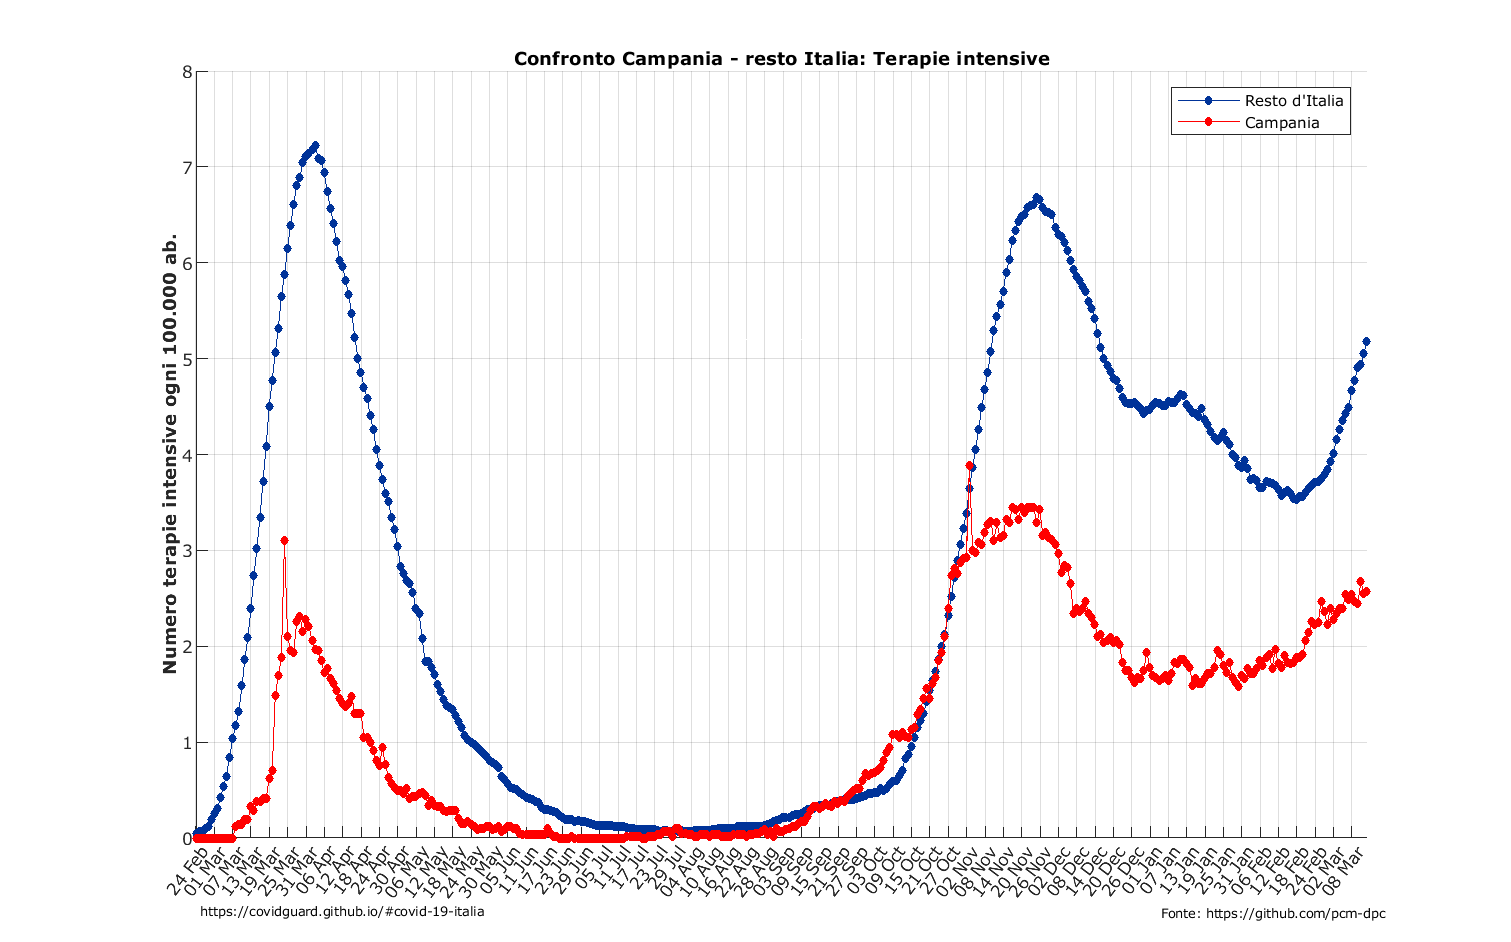 Confronto Campania - resto Italia: Terapie intensive
Resto d'Italia
Campania
Numero terapie intensive ogni 100.000 ab.
8
7
6
5
4
3
2
1
0
24 Feb
01 Mar
07 Mar
13 Mar
19 Mar
25 Mar
31 Mar
06 Apr
12 Apr
18 Apr
24 Apr
30 Apr
06 May
12 May
18 May
24 May
30 May
05 Jun
11 Jun
17 Jun
23 Jun
29 Jun
05 Jul
11 Jul
17 Jul
23 Jul
29 Jul
04 Aug
10 Aug
16 Aug
22 Aug
28 Aug
03 Sep
09 Sep
15 Sep
21 Sep
27 Sep
03 Oct
09 Oct
15 Oct
21 Oct
27 Oct
02 Nov
08 Nov
14 Nov
20 Nov
26 Nov
02 Dec
08 Dec
14 Dec
20 Dec
26 Dec
01 Jan
07 Jan
13 Jan
19 Jan
25 Jan
31 Jan
06 Feb
12 Feb
18 Feb
24 Feb
02 Mar
08 Mar
https://covidguard.github.io/#covid-19-italia
Fonte: https://github.com/pcm-dpc